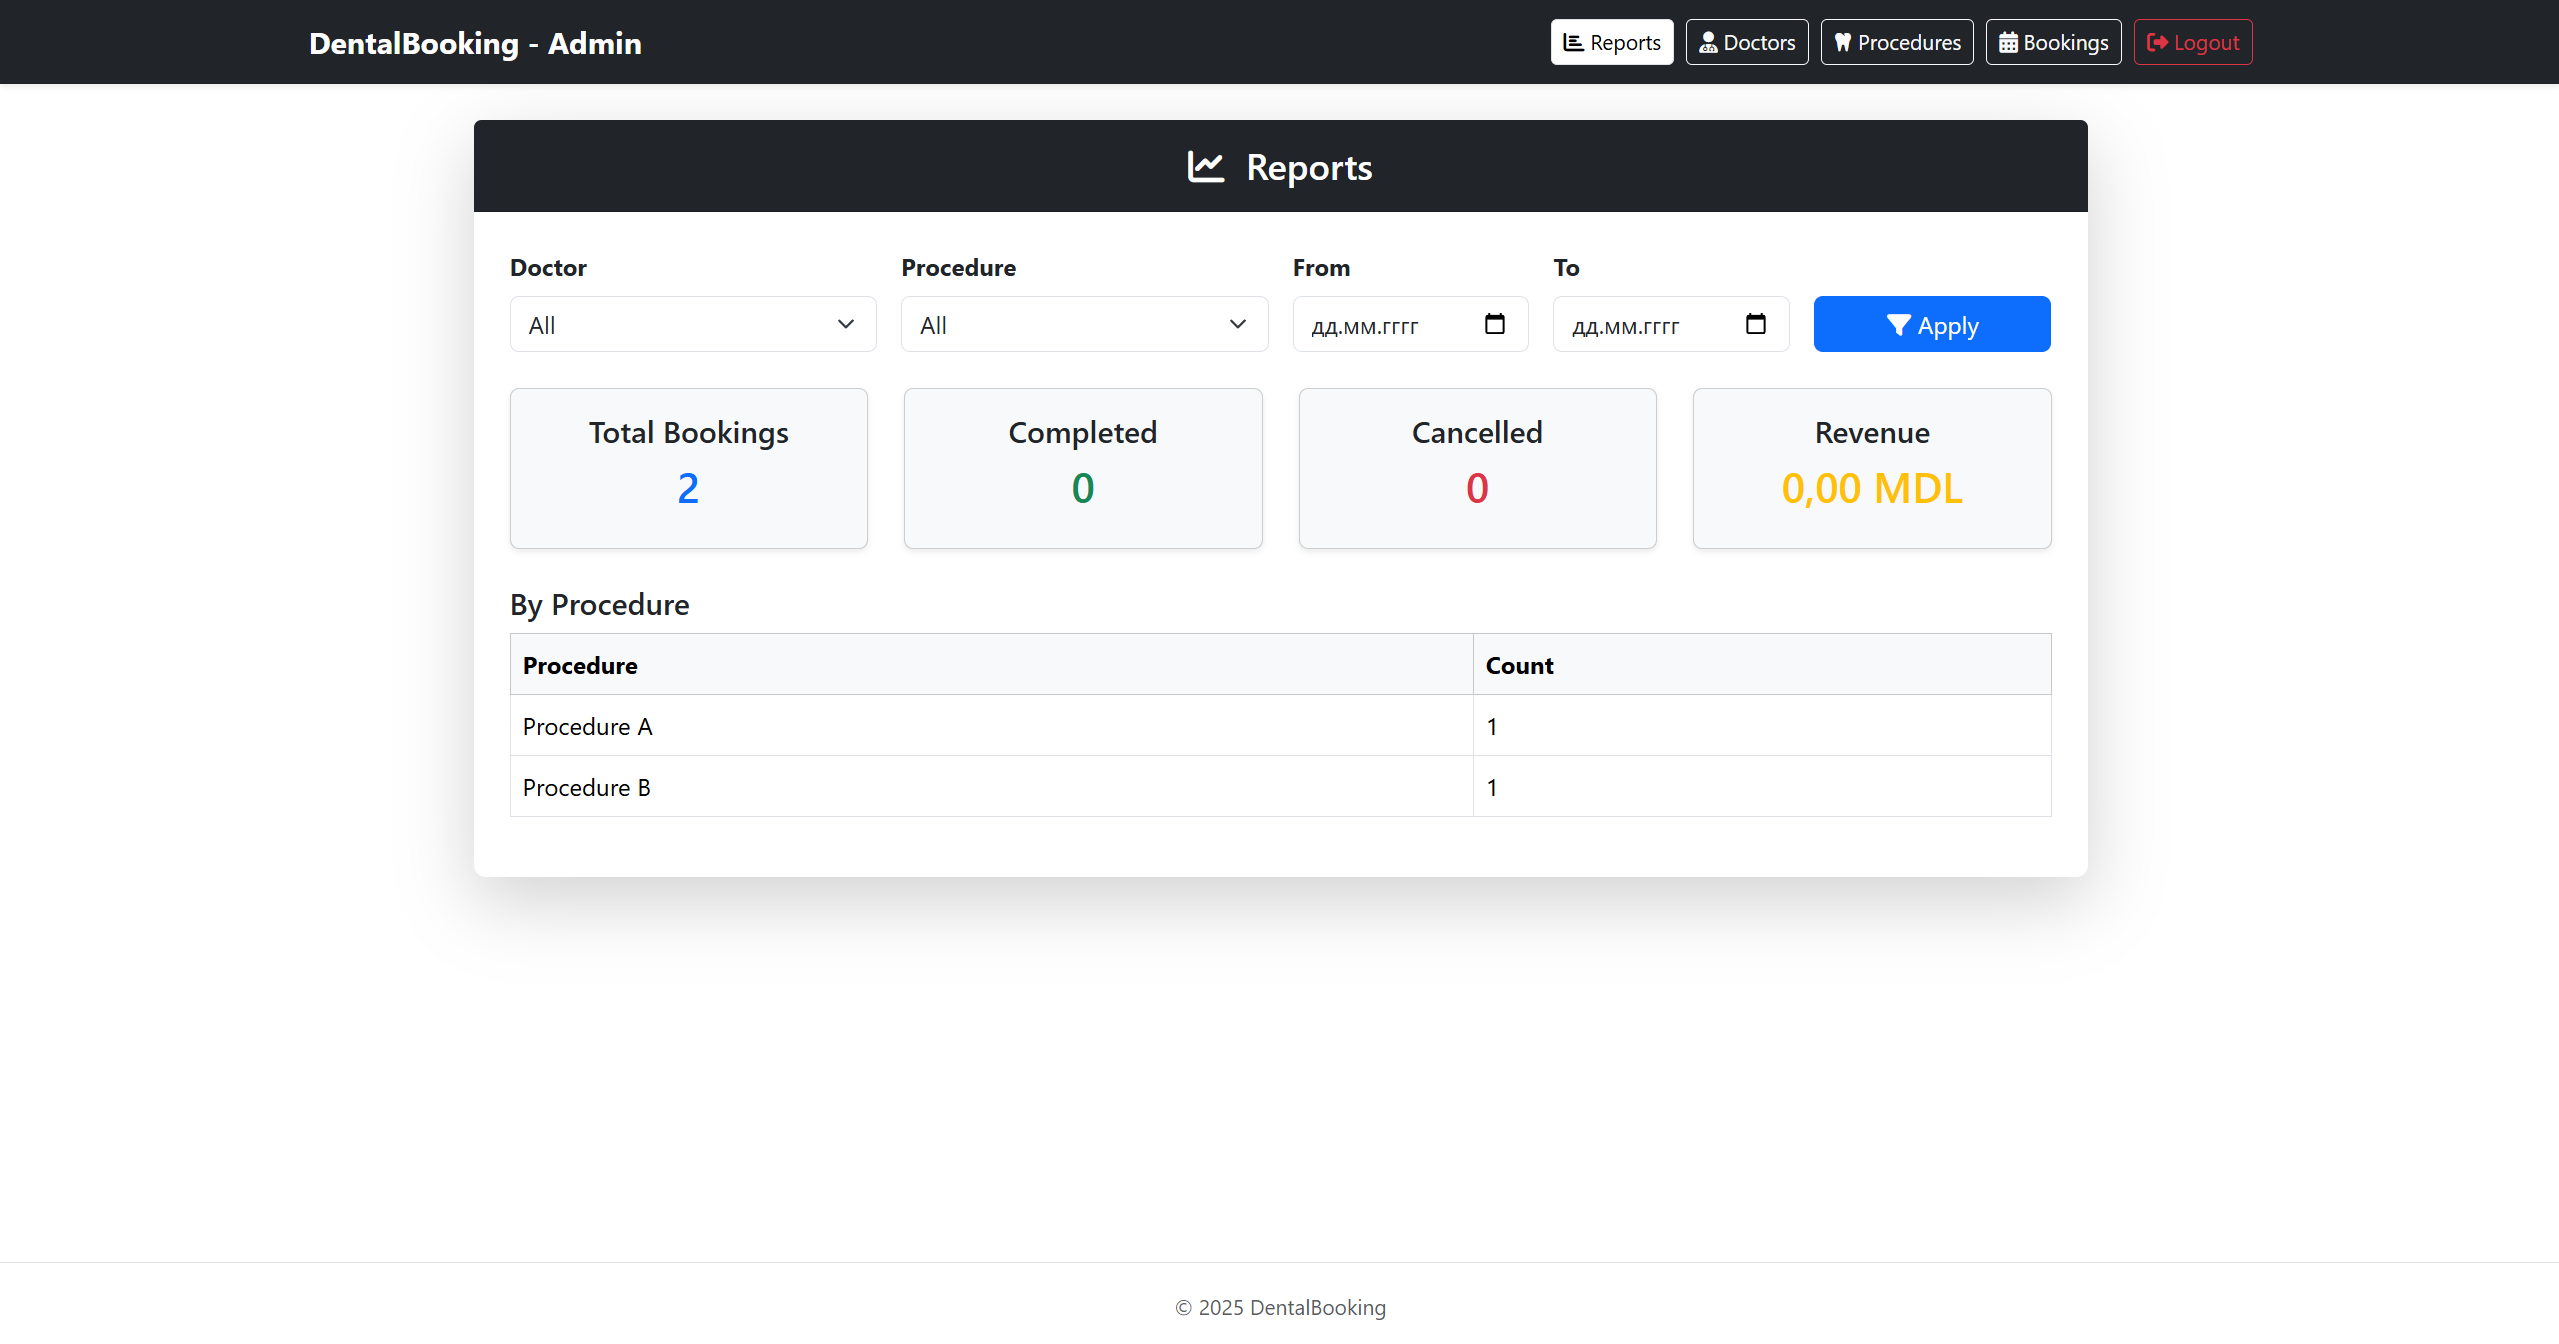 DentalBooking - Admin
Reports Doctors Procedures Bookings Logout
Reports
Doctor Procedure From To
All All дд.мм.гггг дд.мм.гггг Apply
Total Bookings Completed Cancelled Revenue
2 0 0 0,00 MDL
By Procedure
Procedure Count
Procedure A 1
Procedure B 1
© 2025 DentalBooking